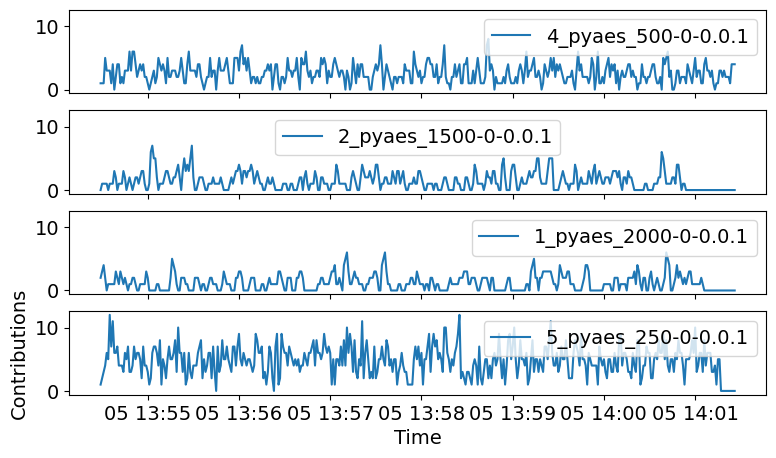 10
0
4_pyaes_500-0-0.0.1
10
0
2_pyaes_1500-0-0.0.1
10
0
1_pyaes_2000-0-0.0.1
10
0
5_pyaes_250-0-0.0.1
Contributions
05 13:55 05 13:56 05 13:57 05 13:58 05 13:59 05 14:00 05 14:01
Time